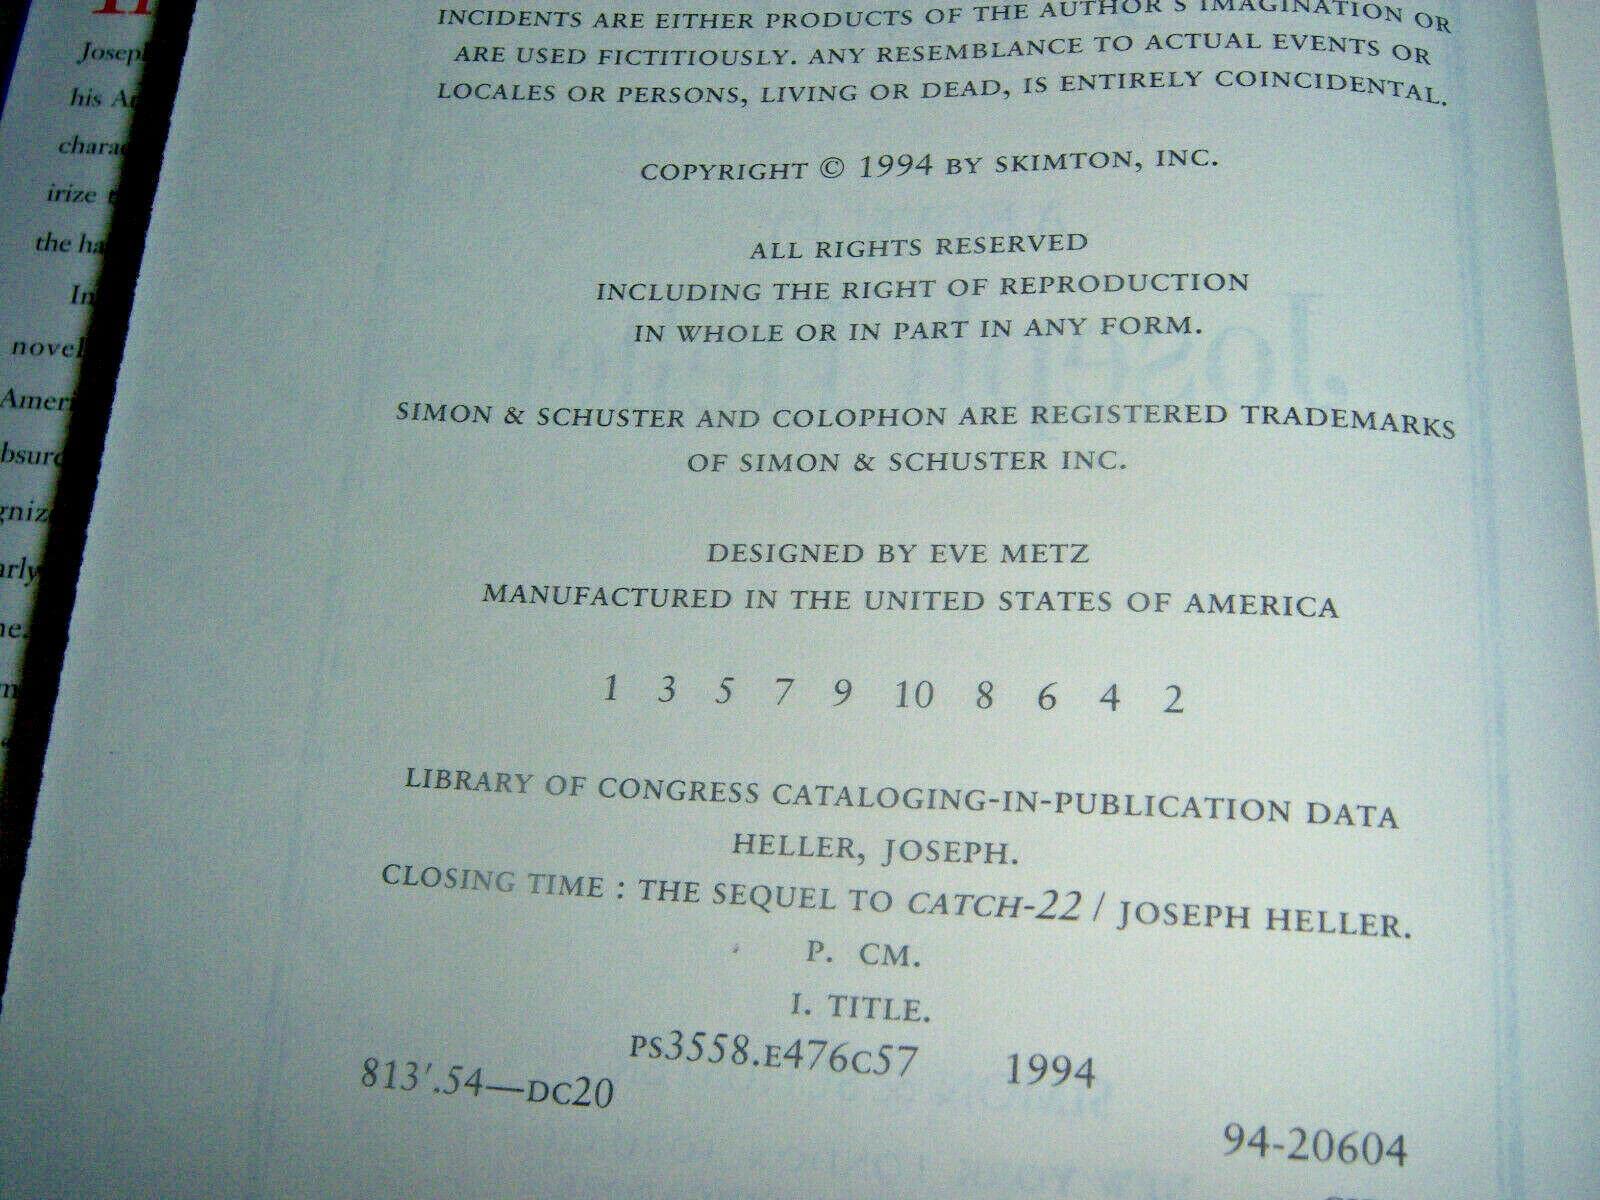 Joseph
his
the
In
novel
INCIDENTS ARE EITHER PRODUCTS OF THE AUTHOR'S IMAGINATION OR
ARE USED FICTITIOUSLY. ANY RESEMBLANCE TO ACTUAL EVENTS OR
LOCALES OR PERSONS, LIVING OR DEAD, IS ENTIRELY COINCIDENTAL.
COPYRIGHT © 1994 BY SKIMTON, INC.
ALL RIGHTS RESERVED
INCLUDING THE RIGHT OF REPRODUCTION
IN WHOLE OR IN PART IN ANY FORM.
SIMON & SCHUSTER AND COLOPHON ARE REGISTERED TRADEMARKS
OF SIMON & SCHUSTER INC.
DESIGNED BY EVE METZ
MANUFACTURED IN THE UNITED STATES OF AMERICA
1 3 5 7 9 10 8 6 4 2
LIBRARY OF CONGRESS CATALOGING-IN-PUBLICATION DATA
HELLER, JOSEPH.
CLOSING TIME : THE SEQUEL TO CATCH-22 / JOSEPH HELLER.
P. CM.
I. TITLE.
PS3558.E476C57 1994
813'.54—DC20
94-20604